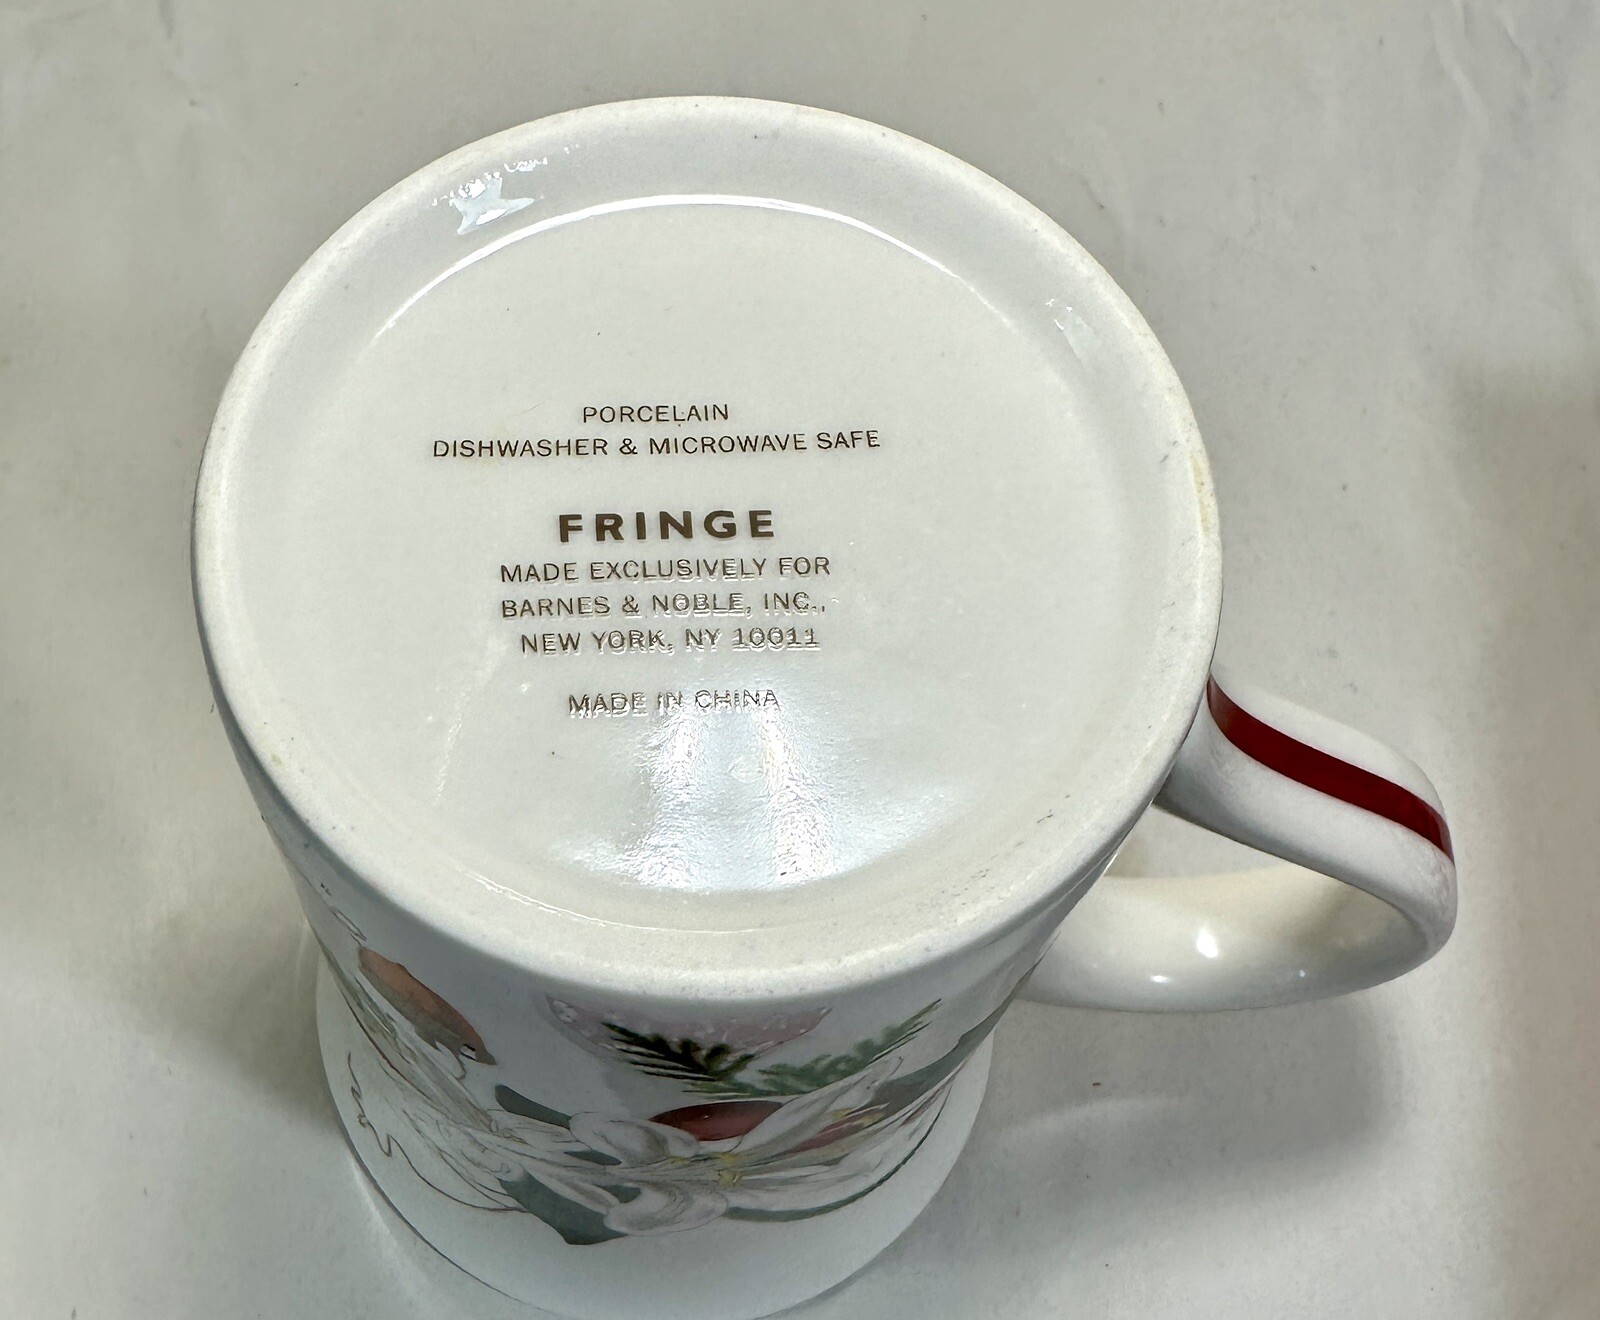 PORCELAIN
DISHWASHER & MICROWAVE SAFE
FRINGE
MADE EXCLUSIVELY FOR
BARNES & NOBLE, INC.,
NEW YORK, NY 10011
MADE IN CHINA